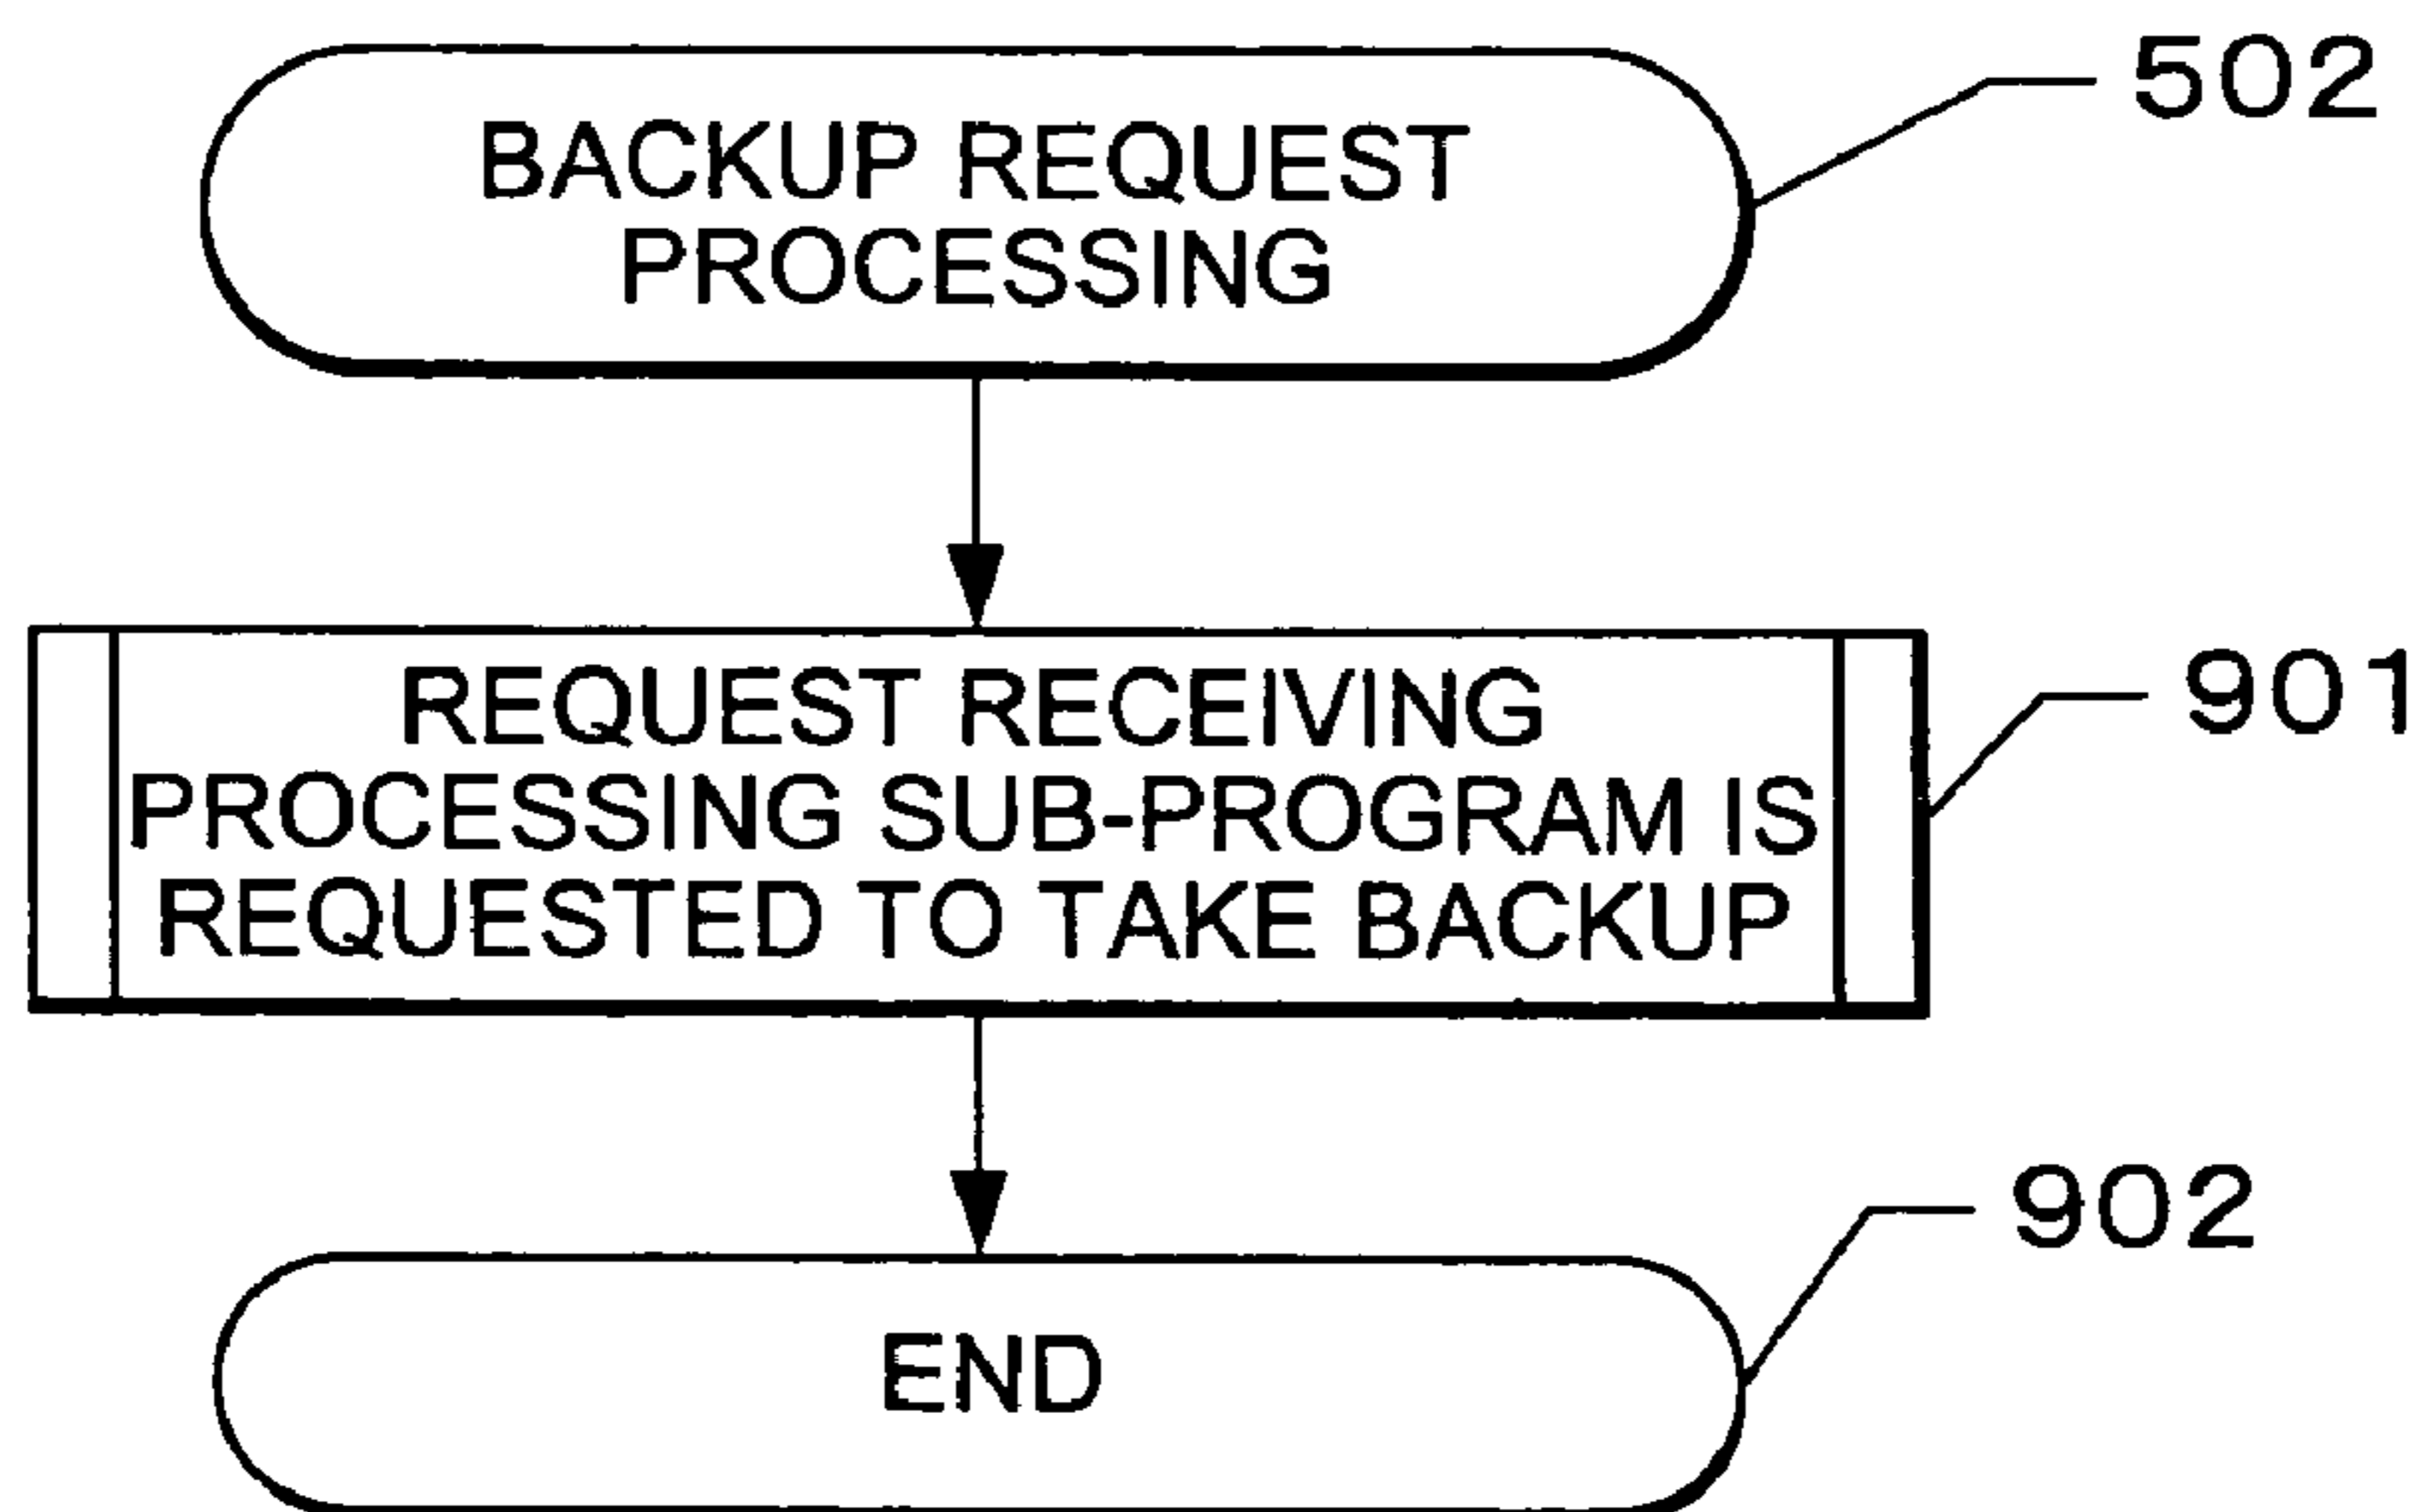 502
BACKUP REQUEST
PROCESSING
REQUEST RECEIVING
PROCESSING SUB-PROGRAM IS
REQUESTED TO TAKE BACKUP
901
902
END